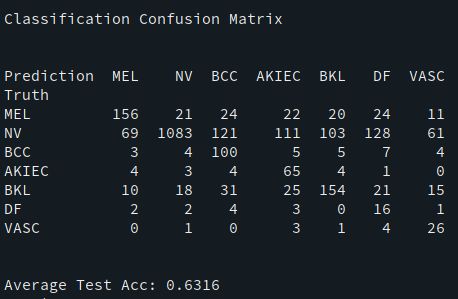 Classification Confusion Matrix
Prediction MEL NV BCC AKIEC BKL DF VASC
Truth
MEL 156 21 24 22 20 24 11
NV 69 1083 121 111 103 128 61
BCC 3 4 100 5 5 7 4
AKIEC 4 3 4 65 4 1 0
BKL 10 18 31 25 154 21 15
DF 2 2 4 3 0 16 1
VASC 0 1 0 3 1 4 26
Average Test Acc: 0.6316